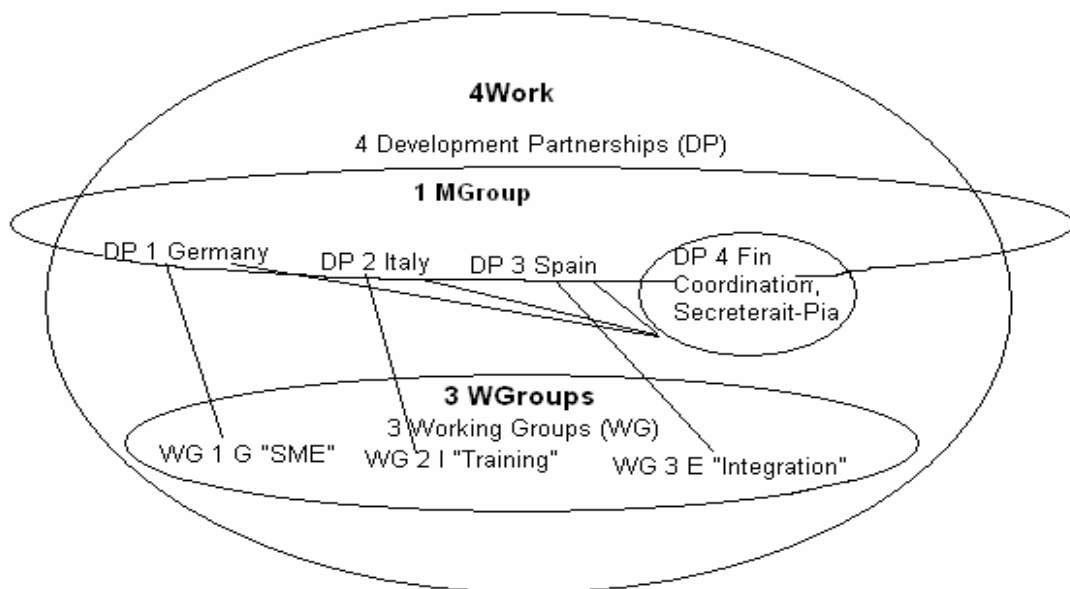 4Work
4 Development Partnerships (DP)
1 MGroup
DP 1 Germany
DP 2 Italy
DP 3 Spain
DP 4 Fin
Coordination,
Secreterait-Pia
3 WGroups
3 Working Groups (WG)
WG 1 G "SME"
WG 2 I "Training"
WG 3 E "Integration"